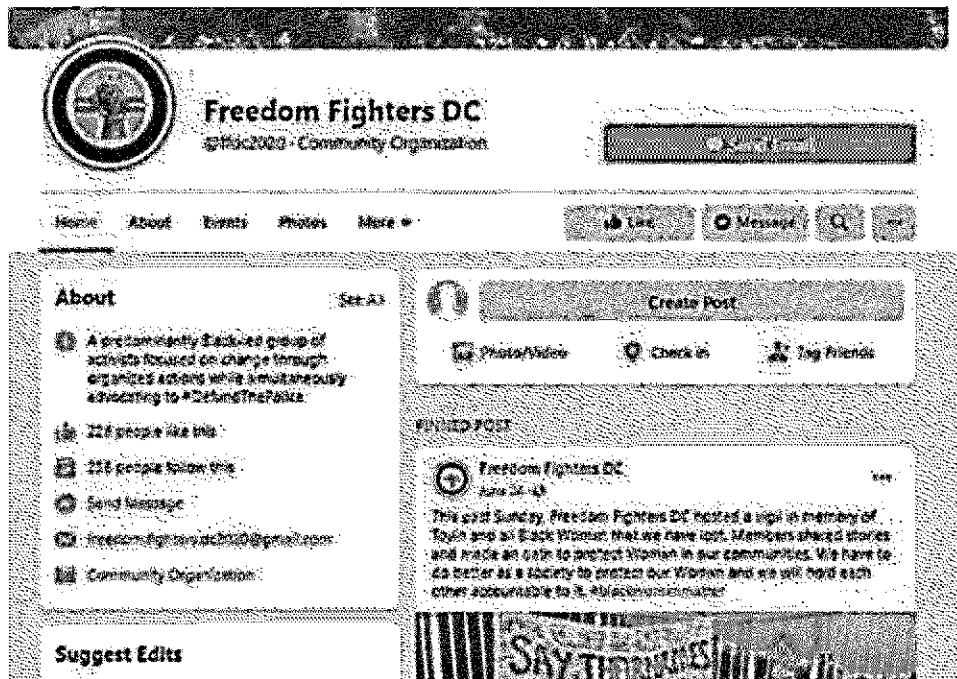 Freedom Fighters DC
@ffdc2020 · Community Organization
Home About Events Photos More
Like Message
About See All
A predominantly Black-led group of
activists focused on change through
organized actions while simultaneously
advocating to #DefundThePolice
people like this
people follow this
Send Message
freedomfightersdc2020@gmail.com
Community Organization
Suggest Edits
Create Post
Photo/Video Check in Tag Friends
PINNED POST
Freedom Fighters DC
June
This past Sunday, Freedom Fighters DC hosted a vigil in memory of
Toyin and all Black Women that we have lost. Members shared stories
and made an oath to protect Women in our communities. We have to
do better as a society to protect our Women and we will hold each
other accountable to it. #blackwomenmatter
SAY